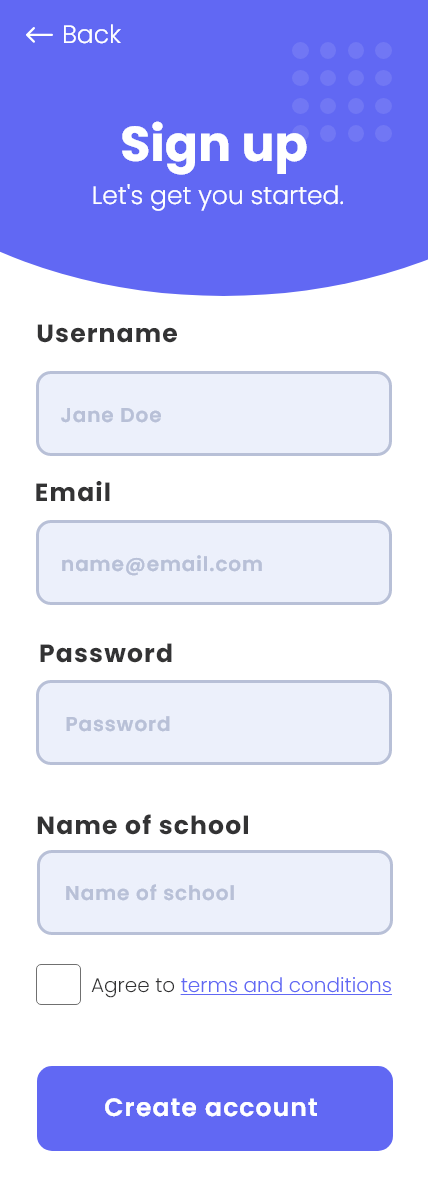 ← Back
Sign up
Let's get you started.
Username
Jane Doe
Email
name@email.com
Password
Password
Name of school
Name of school
Agree to terms and conditions
Create account